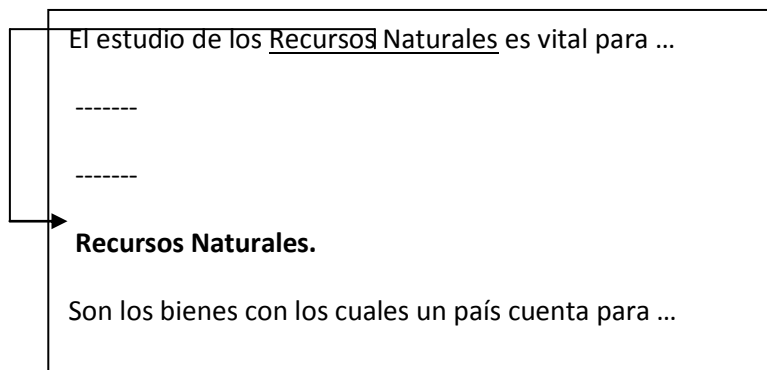 El estudio de los Recursos Naturales es vital para …
-------
-------
Recursos Naturales.
Son los bienes con los cuales un país cuenta para …